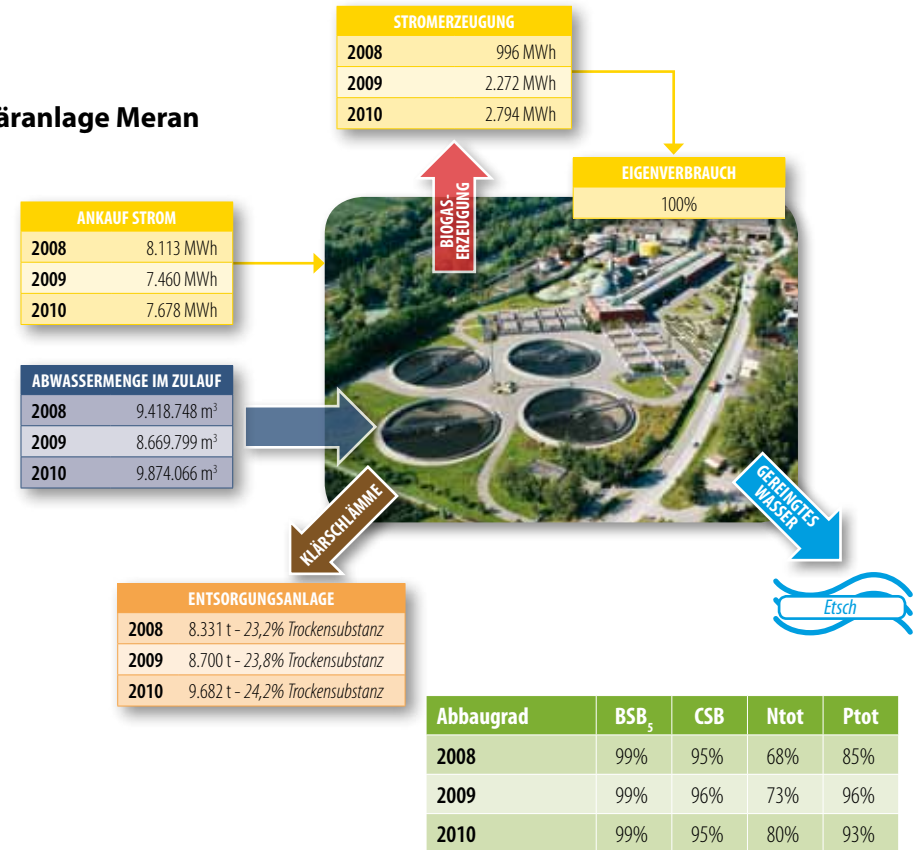 STROMERZEUGUNG
2008 996 MWh
2009 2.272 MWh
2010 2.794 MWh
äranlage Meran
EIGENVERBRAUCH
100%
BIOGAS-
ERZEUGUNG
ANKAUF STROM
2008 8.113 MWh
2009 7.460 MWh
2010 7.678 MWh
ABWASSERMENGE IM ZULAUF
2008 9.418.748 m³
2009 8.669.799 m³
2010 9.874.066 m³
KLÄRSCHLÄMME
GEREINGTES
WASSER
Etsch
ENTSORGUNGSANLAGE
2008 8.331 t - 23,2% Trockensubstanz
2009 8.700 t - 23,8% Trockensubstanz
2010 9.682 t - 24,2% Trockensubstanz
Abbaugrad BSB₅ CSB Ntot Ptot
2008 99% 95% 68% 85%
2009 99% 96% 73% 96%
2010 99% 95% 80% 93%